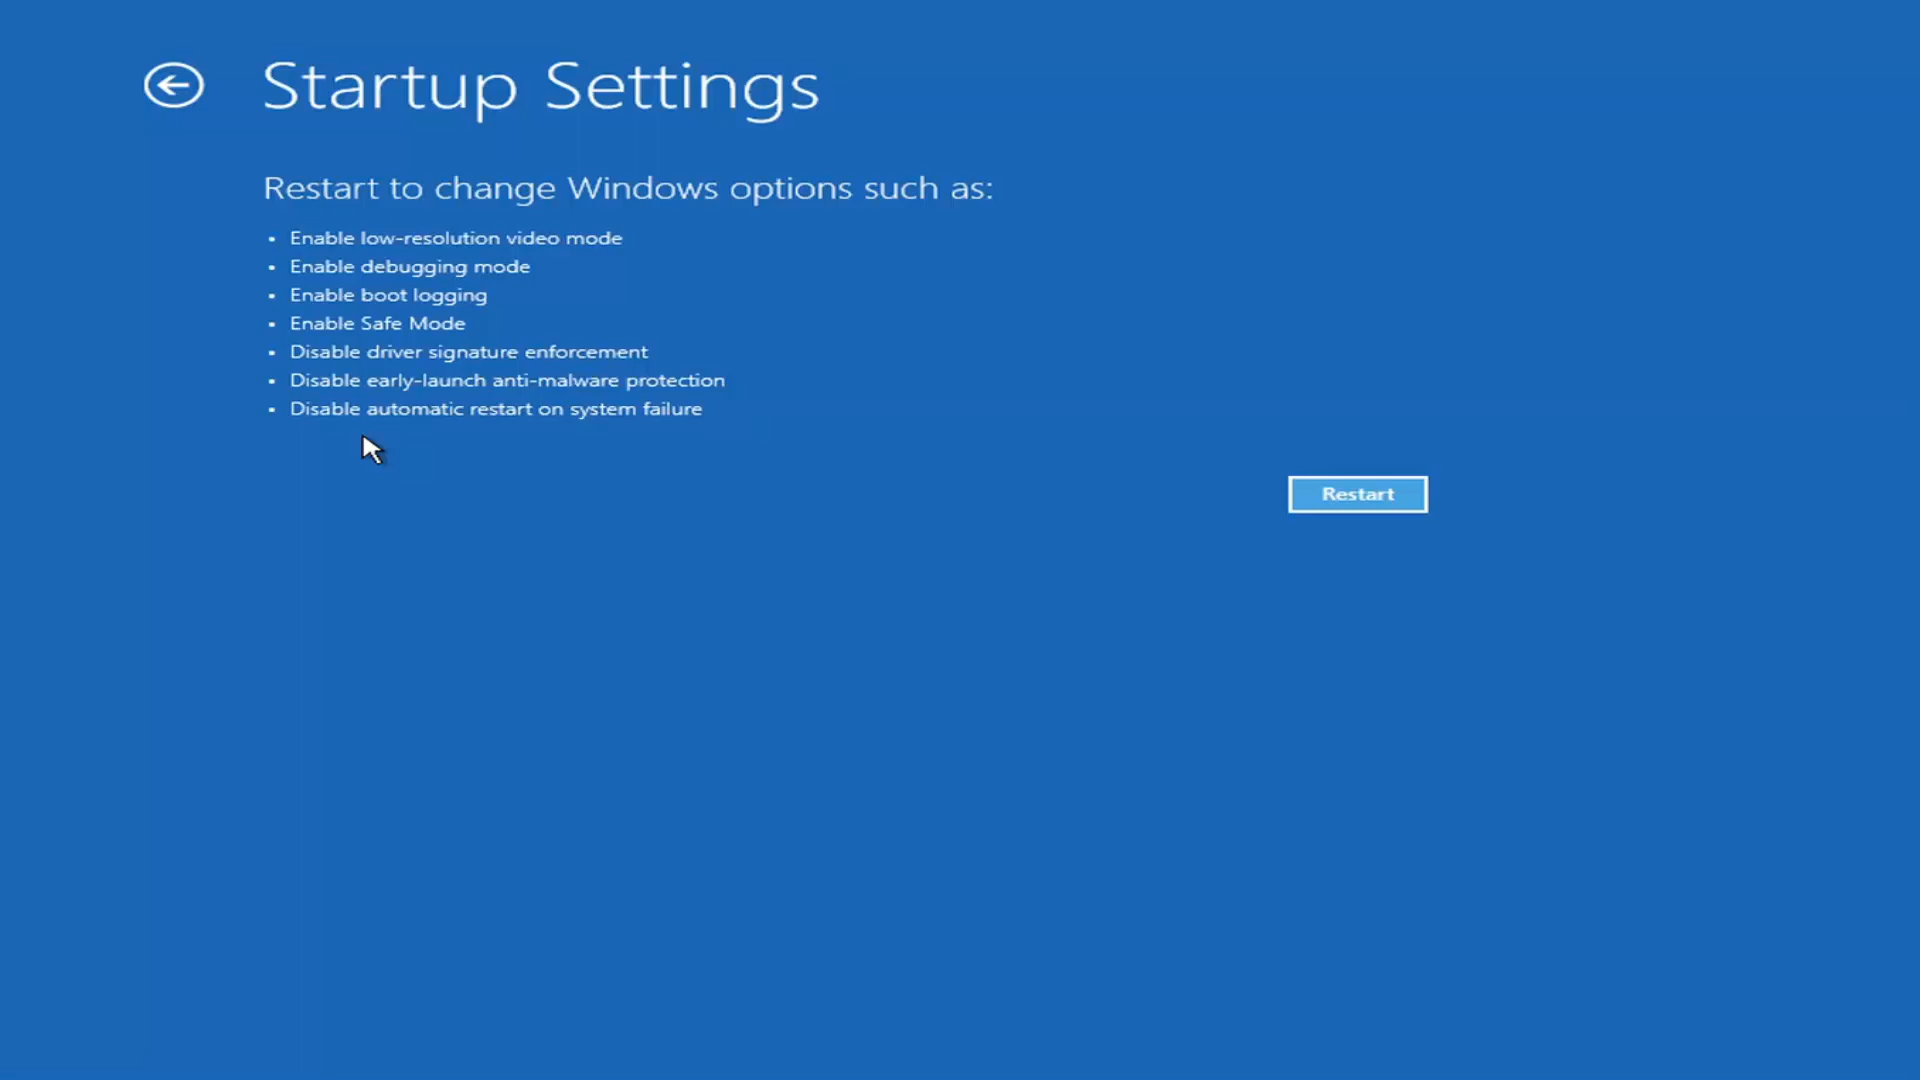 Startup Settings
Restart to change Windows options such as:
• Enable low-resolution video mode
• Enable debugging mode
• Enable boot logging
• Enable Safe Mode
• Disable driver signature enforcement
• Disable early-launch anti-malware protection
• Disable automatic restart on system failure
Restart